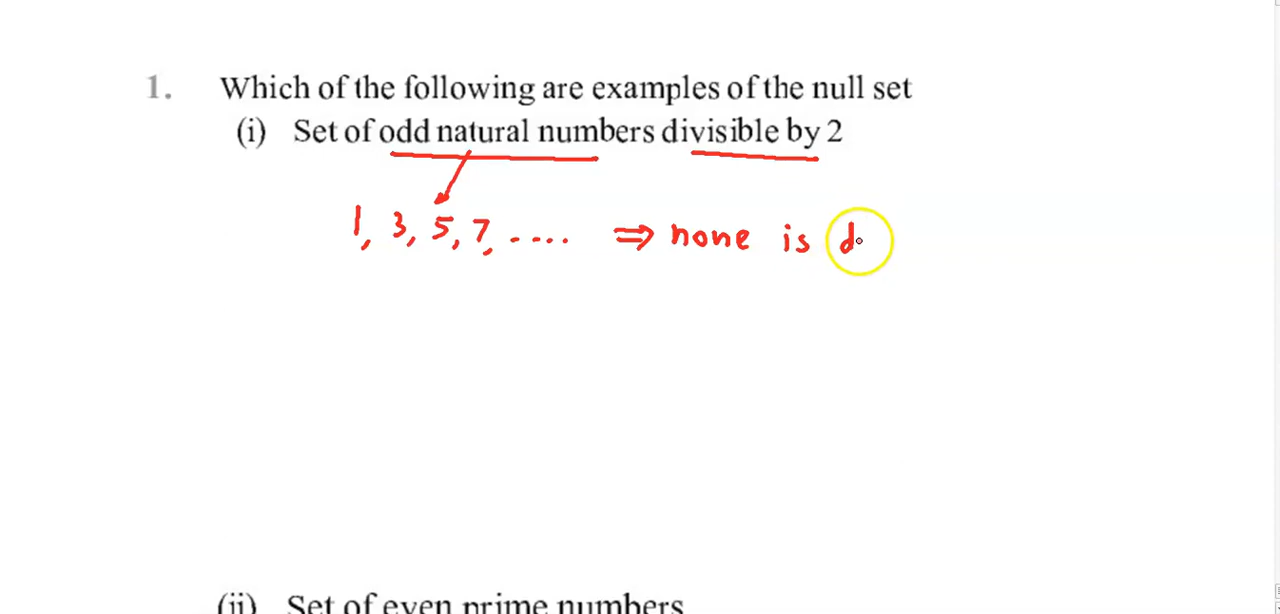 1. Which of the following are examples of the null set
(i) Set of odd natural numbers divisible by 2
1, 3, 5, 7, .... ⇒ none is d
(ii) Set of even prime numbers